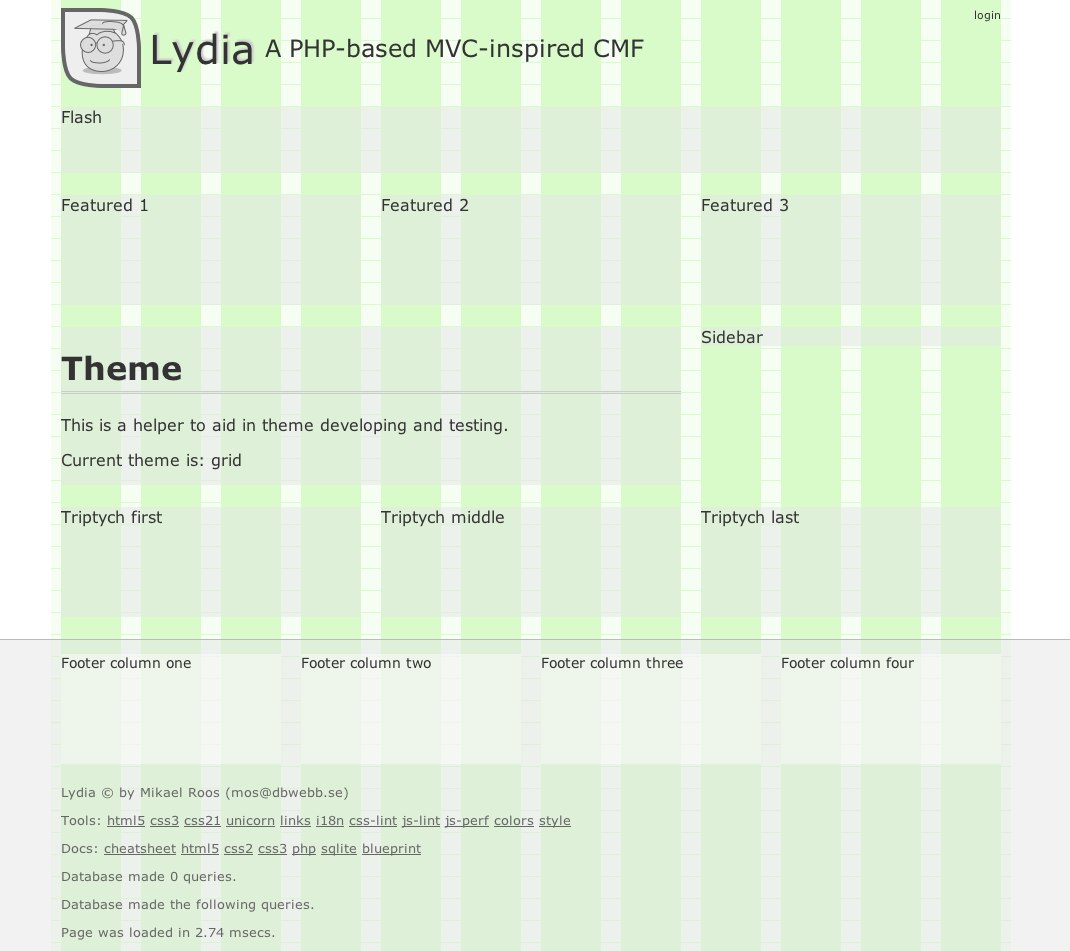 login
Lydia A PHP-based MVC-inspired CMF
Flash
Featured 1 Featured 2 Featured 3
Sidebar
Theme
This is a helper to aid in theme developing and testing.
Current theme is: grid
Triptych first Triptych middle Triptych last
Footer column one Footer column two Footer column three Footer column four
Lydia © by Mikael Roos (mos@dbwebb.se)
Tools: html5 css3 css21 unicorn links i18n css-lint js-lint js-perf colors style
Docs: cheatsheet html5 css2 css3 php sqlite blueprint
Database made 0 queries.
Database made the following queries.
Page was loaded in 2.74 msecs.